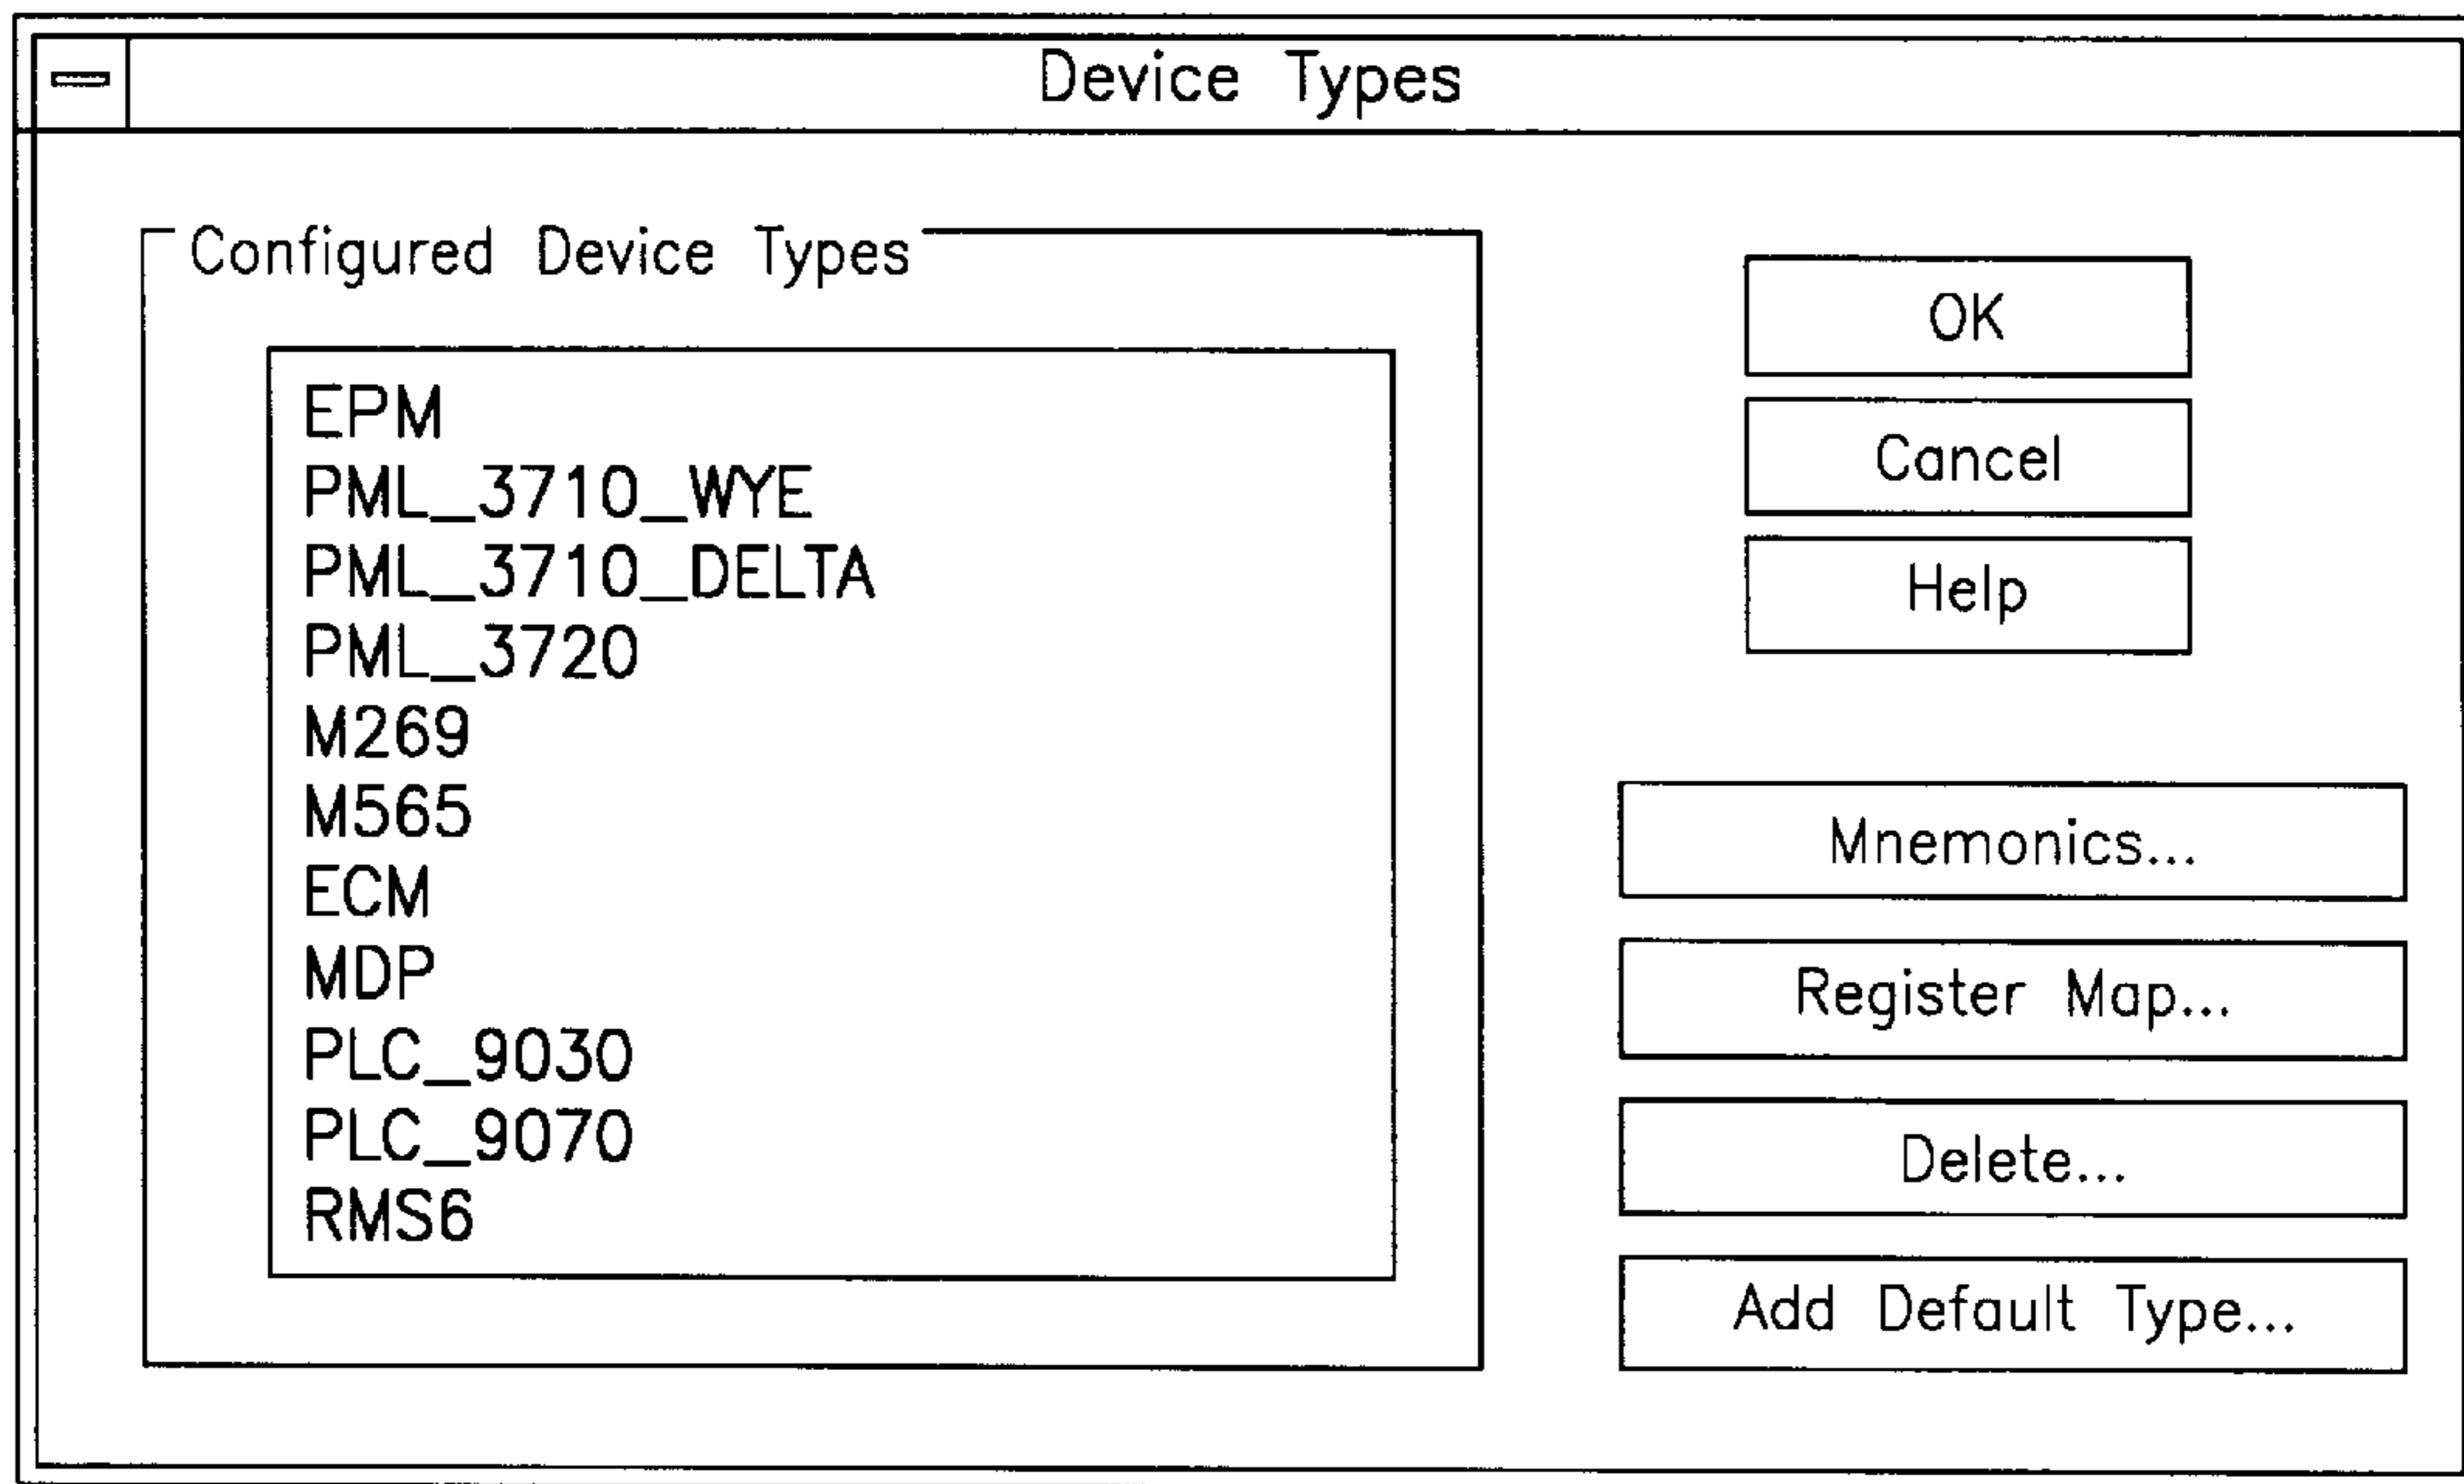 Device Types
Configured Device Types
EPM
PML_3710_WYE
PML_3710_DELTA
PML_3720
M269
M565
ECM
MDP
PLC_9030
PLC_9070
RMS6
OK
Cancel
Help
Mnemonics...
Register Map...
Delete...
Add Default Type...